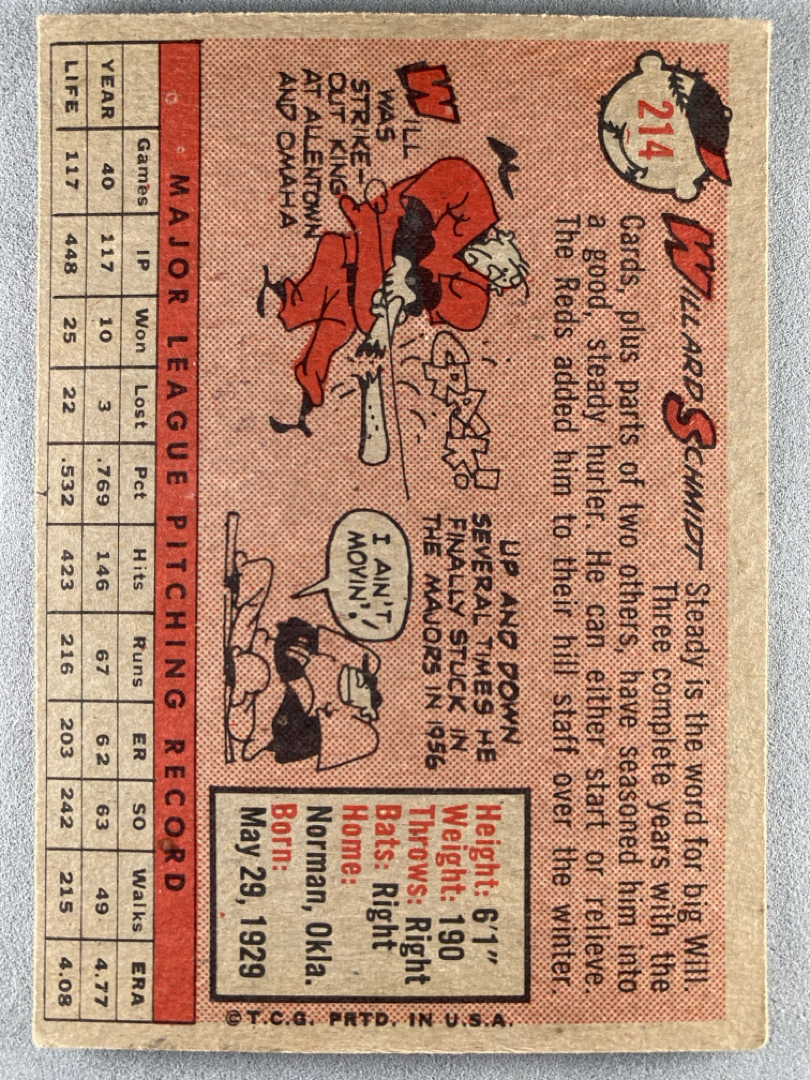 214
WILLARD SCHMIDT
Steady is the word for big Will.
Three complete years with the
Cards, plus parts of two others, have seasoned him into
a good, steady hurler. He can either start or relieve.
The Reds added him to their hill staff over the winter.
WILL
WAS
STRIKE-
OUT KING
AT ALLENTOWN
AND OMAHA
CRASH!
UP AND DOWN
SEVERAL TIMES HE
FINALLY STUCK IN
THE MAJORS IN 1956
I AIN'T
MOVIN'!
Height: 6'1"
Weight: 190
Throws: Right
Bats: Right
Home:
Norman, Okla.
Born:
May 29, 1929
© T.C.G. PRTD. IN U.S.A.
MAJOR LEAGUE PITCHING RECORD
Games IP Won Lost Pct Hits Runs ER SO Walks ERA
YEAR 40 117 10 3 .769 146 67 62 63 49 4.77
LIFE 117 448 25 22 .532 423 216 203 242 215 4.08